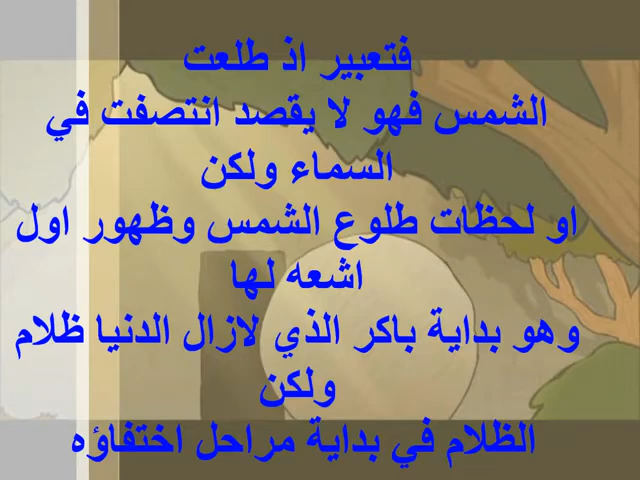 فتعبير اذ طلعت
الشمس فهو لا يقصد انتصفت في
السماء ولكن
او لحظات طلوع الشمس وظهور اول
اشعه لها
وهو بداية باكر الذي لازال الدنيا ظلام
ولكن
الظلام في بداية مراحل اختفاؤه